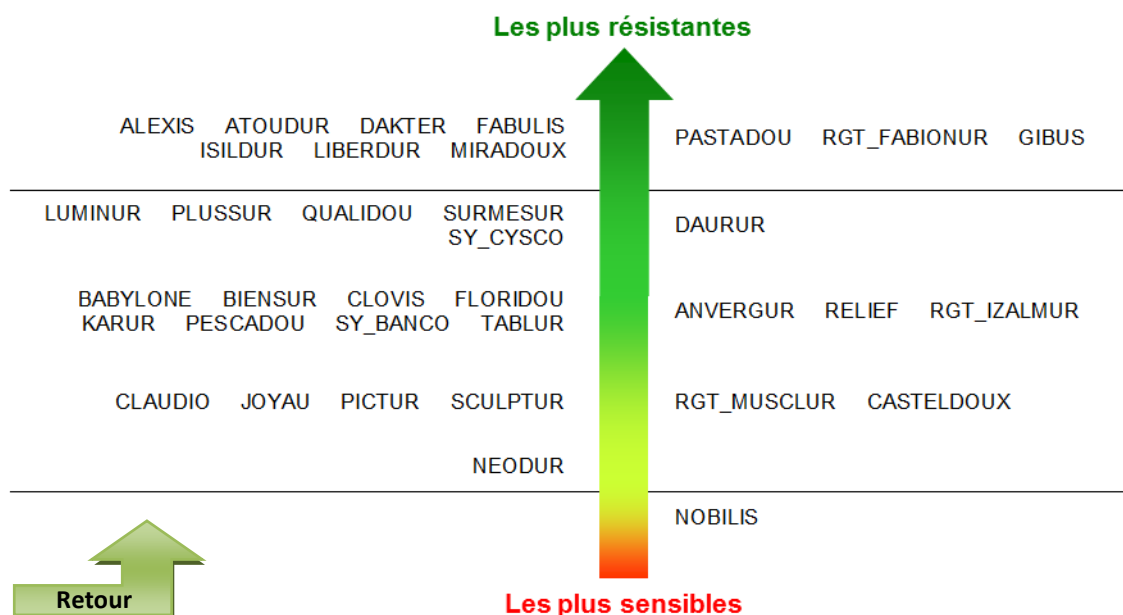 Les plus résistantes
ALEXIS ATOUDUR DAKTER FABULIS
ISILDUR LIBERDUR MIRADOUX
PASTADOU RGT_FABIONUR GIBUS
LUMINUR PLUSSUR QUALIDOU SURMESUR
SY_CYSCO
DAURUR
BABYLONE BIENSUR CLOVIS FLORIDOU
KARUR PESCADOU SY_BANCO TABLUR
ANVERGUR RELIEF RGT_IZALMUR
CLAUDIO JOYAU PICTUR SCULPTUR
RGT_MUSCLUR CASTELDOUX
NEODUR
NOBILIS
Retour
Les plus sensibles